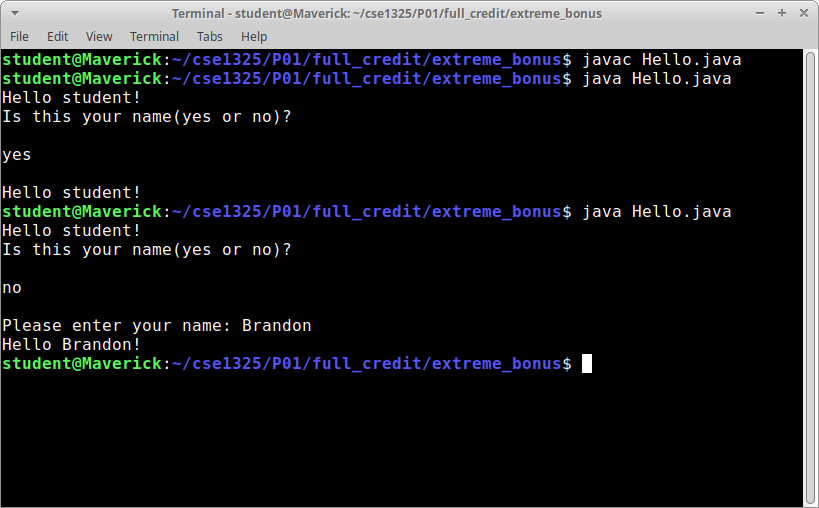 Terminal - student@Maverick: ~/cse1325/P01/full_credit/extreme_bonus
File Edit View Terminal Tabs Help
student@Maverick:~/cse1325/P01/full_credit/extreme_bonus$ javac Hello.java
student@Maverick:~/cse1325/P01/full_credit/extreme_bonus$ java Hello.java
Hello student!
Is this your name(yes or no)?
yes
Hello student!
student@Maverick:~/cse1325/P01/full_credit/extreme_bonus$ java Hello.java
Hello student!
Is this your name(yes or no)?
no
Please enter your name: Brandon
Hello Brandon!
student@Maverick:~/cse1325/P01/full_credit/extreme_bonus$